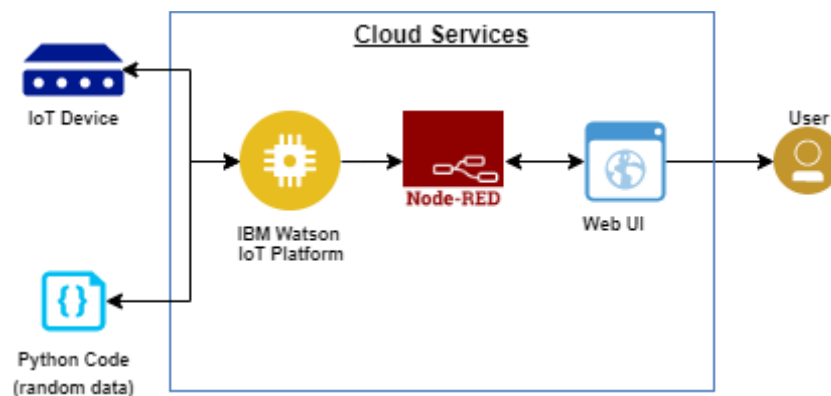 Cloud Services
IoT Device
User
Node-RED
IBM Watson
IoT Platform
Web UI
{ }
Python Code
(random data)